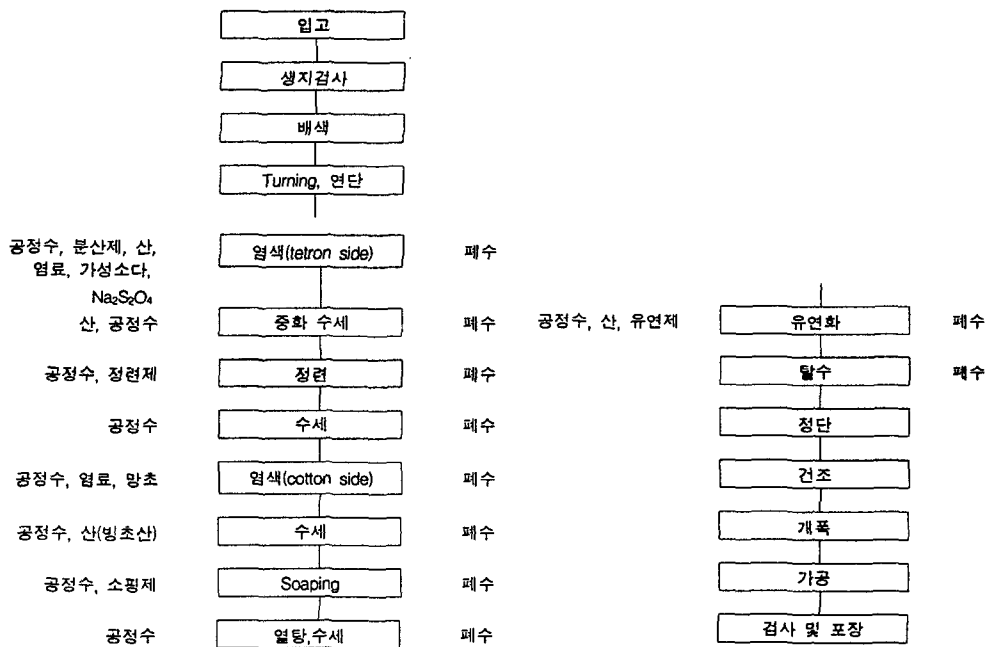 입고
생지검사
배색
Turning, 연단
공정수, 분산제, 산,
염료, 가성소다,
Na₂S₂O₄
염색(tetron side)
폐수
산, 공정수
중화 수세
폐수
공정수, 정련제
정련
폐수
공정수
수세
폐수
공정수, 염료, 망초
염색(cotton side)
폐수
공정수, 산(빙초산)
수세
폐수
공정수, 소핑제
Soaping
폐수
공정수
열탕,수세
폐수
공정수, 산, 유연제
유연화
폐수
탈수
폐수
정단
건조
개폭
가공
검사 및 포장